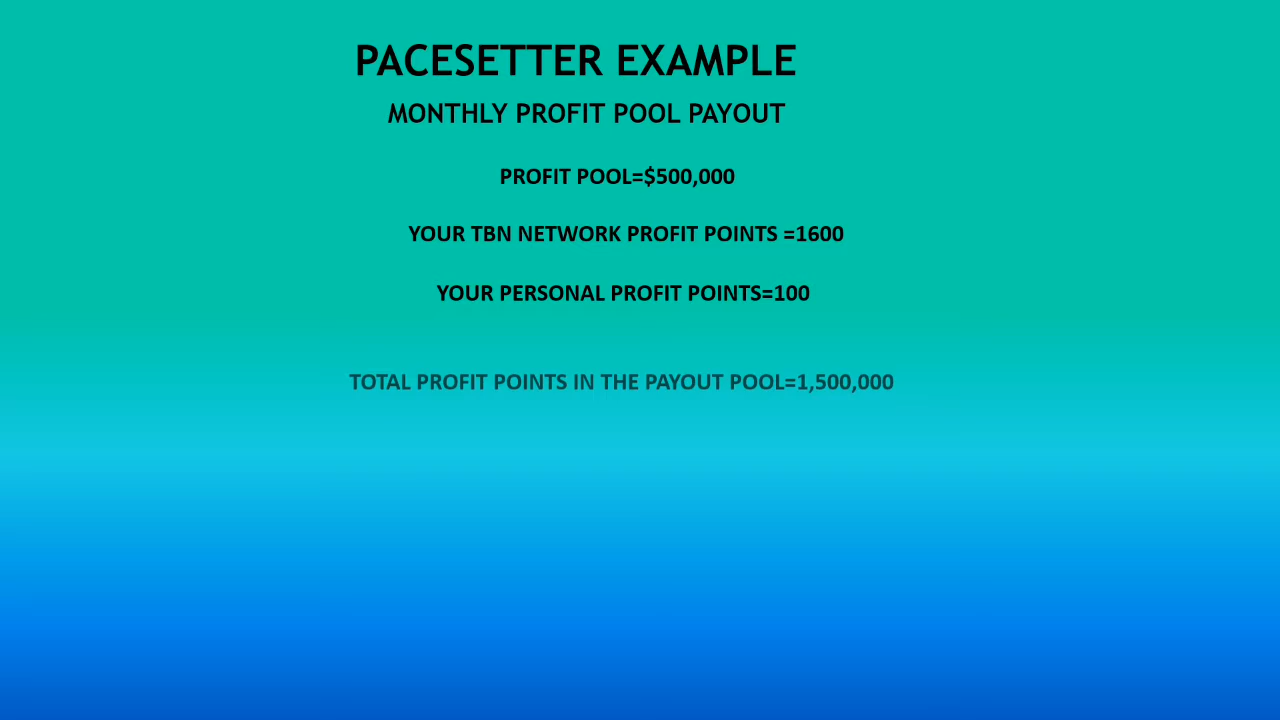 PACESETTER EXAMPLE
MONTHLY PROFIT POOL PAYOUT
PROFIT POOL=$500,000
YOUR TBN NETWORK PROFIT POINTS =1600
YOUR PERSONAL PROFIT POINTS=100
TOTAL PROFIT POINTS IN THE PAYOUT POOL=1,500,000